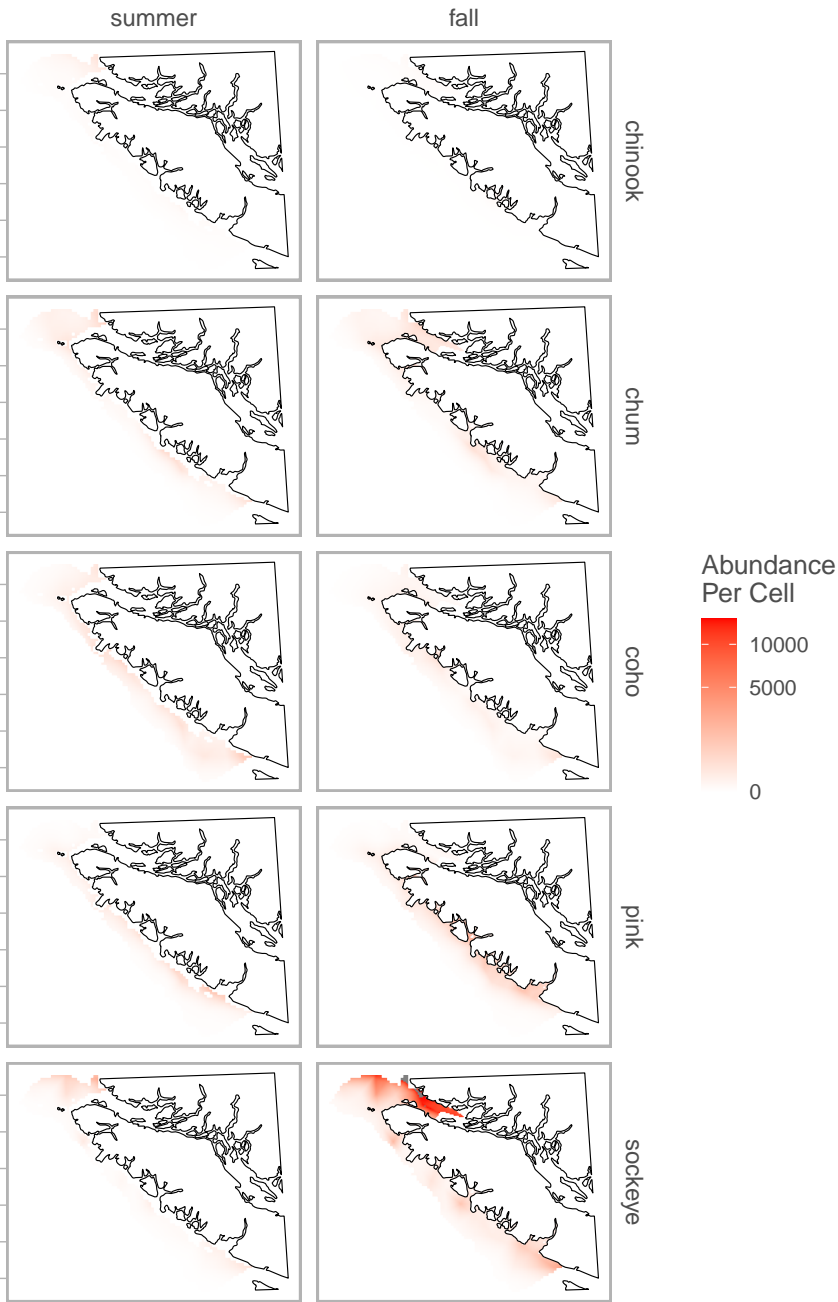 summer
fall
chinook
chum
coho
pink
sockeye
Abundance
Per Cell
10000
5000
0